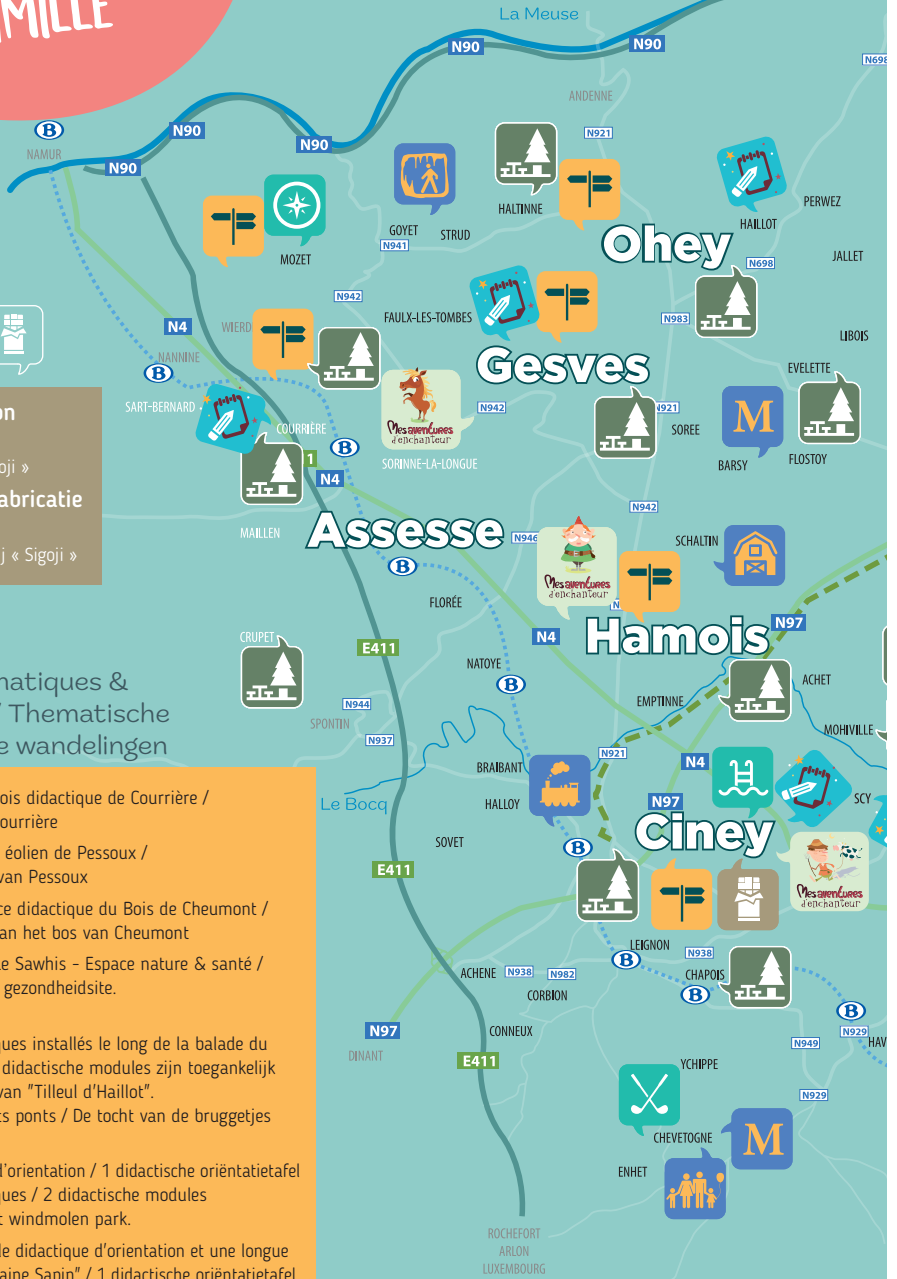 MILLE
La Meuse
N90
N90
N698
ANDENNE
B
N90
N921
NAMUR
N90
N90
HALTINNE
PERWEZ
GOYET
STRUD
HAILLOT
N941
MOZET
Ohey
JALLET
N698
N942
FAULX-LES-TOMBES
N983
N4
WIERD
LIBOIS
NANNINE
Gesves
B
EVELETTE
SART-BERNARD
N942
N921
on
M
COURRIÈRE
SOREE
Mes aventures
d'enchanteur
B
1
BARSY
FLOSTOY
SORINNE-LA-LONGUE
oji »
N4
abricatie
N942
MAILLEN
Assesse
N946
SCHALTIN
j « Sigoji »
B
Mes aventures
d'enchanteur
FLORÉE
N97
CRUPET
N4
Hamois
E411
NATOYE
B
ACHET
natiques &
EMPTINNE
N944
/ Thematische
SPONTIN
MOHIVILLE
N937
e wandelingen
N921
N4
BRAIBANT
ois didactique de Courrière /
Le Bocq
HALLOY
N97
SCY
ourrière
Ciney
SOVET
B
éolien de Pessoux /
E411
van Pessoux
Mes aventures
d'enchanteur
ce didactique du Bois de Cheumont /
an het bos van Cheumont
LEIGNON
B
N938
le Sawhis - Espace nature & santé /
ACHENE
N938
N982
CHAPOIS
gezondheidsite.
CORBION
B
B
N97
CONNEUX
N929
HAV
ques installés le long de la balade du
N949
DINANT
E411
didactische modules zijn toegankelijk
YCHIPPE
van "Tilleul d'Haillot".
N929
ts ponts / De tocht van de bruggetjes
CHEVETOGNE
M
d'orientation / 1 didactische oriëntatietafel
ENHET
ques / 2 didactische modules
t windmolen park.
ROCHEFORT
ARLON
LUXEMBOURG
le didactique d'orientation et une longue
aine Sapin" / 1 didactische oriëntatietafel